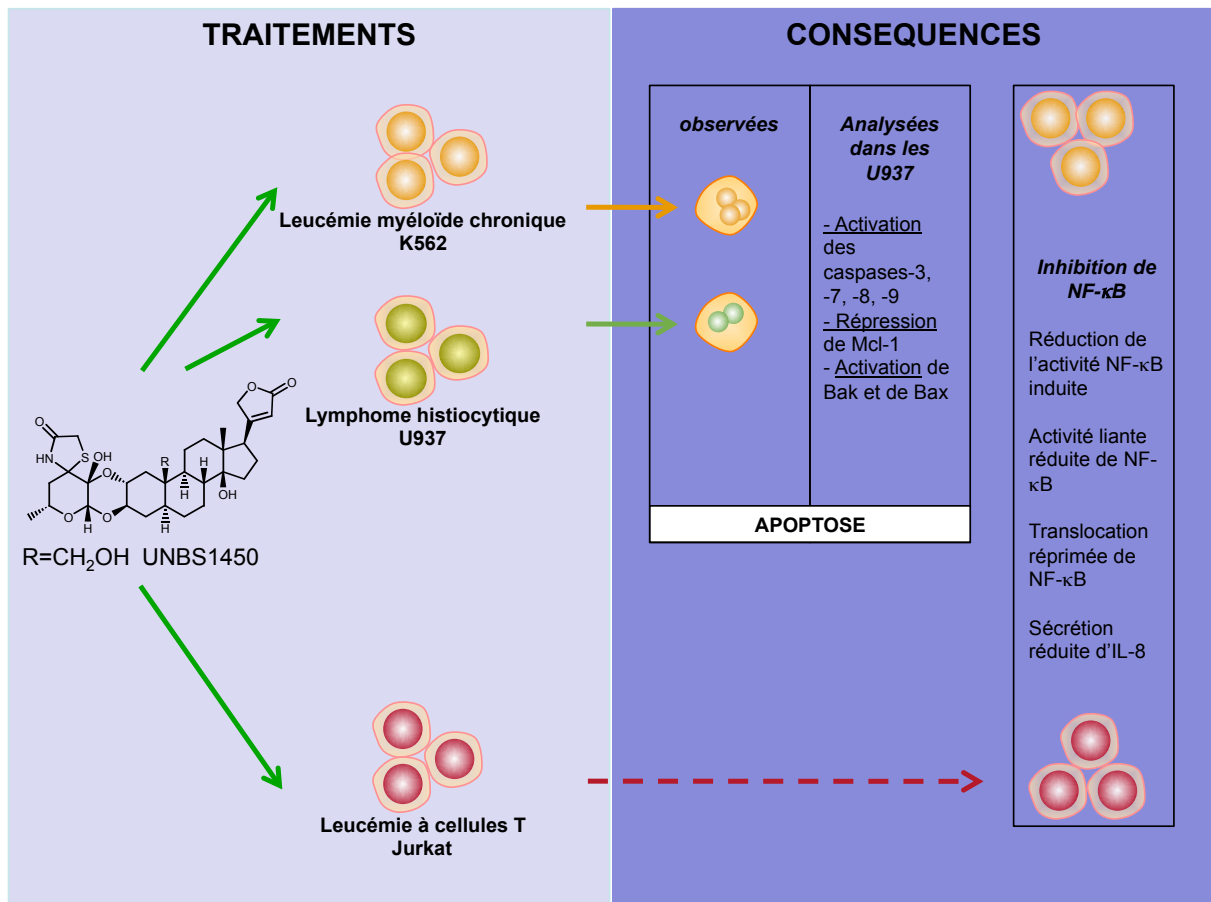 TRAITEMENTS
Leucémie myéloïde chronique
K562
Lymphome histiocytique
U937
O
O
O
NH
S
OH
R
H
H
H
OH
O
O
O
H
H
R=CH₂OH UNBS1450
Leucémie à cellules T
Jurkat
CONSEQUENCES
observées
Analysées
dans les
U937
- Activation
des
caspases-3,
-7, -8, -9
- Répression
de Mcl-1
- Activation de
Bak et de Bax
APOPTOSE
Inhibition de
NF-κB
Réduction de
l’activité NF-κB
induite
Activité liante
réduite de NF-
κB
Translocation
réprimée de
NF-κB
Sécrétion
réduite d’IL-8